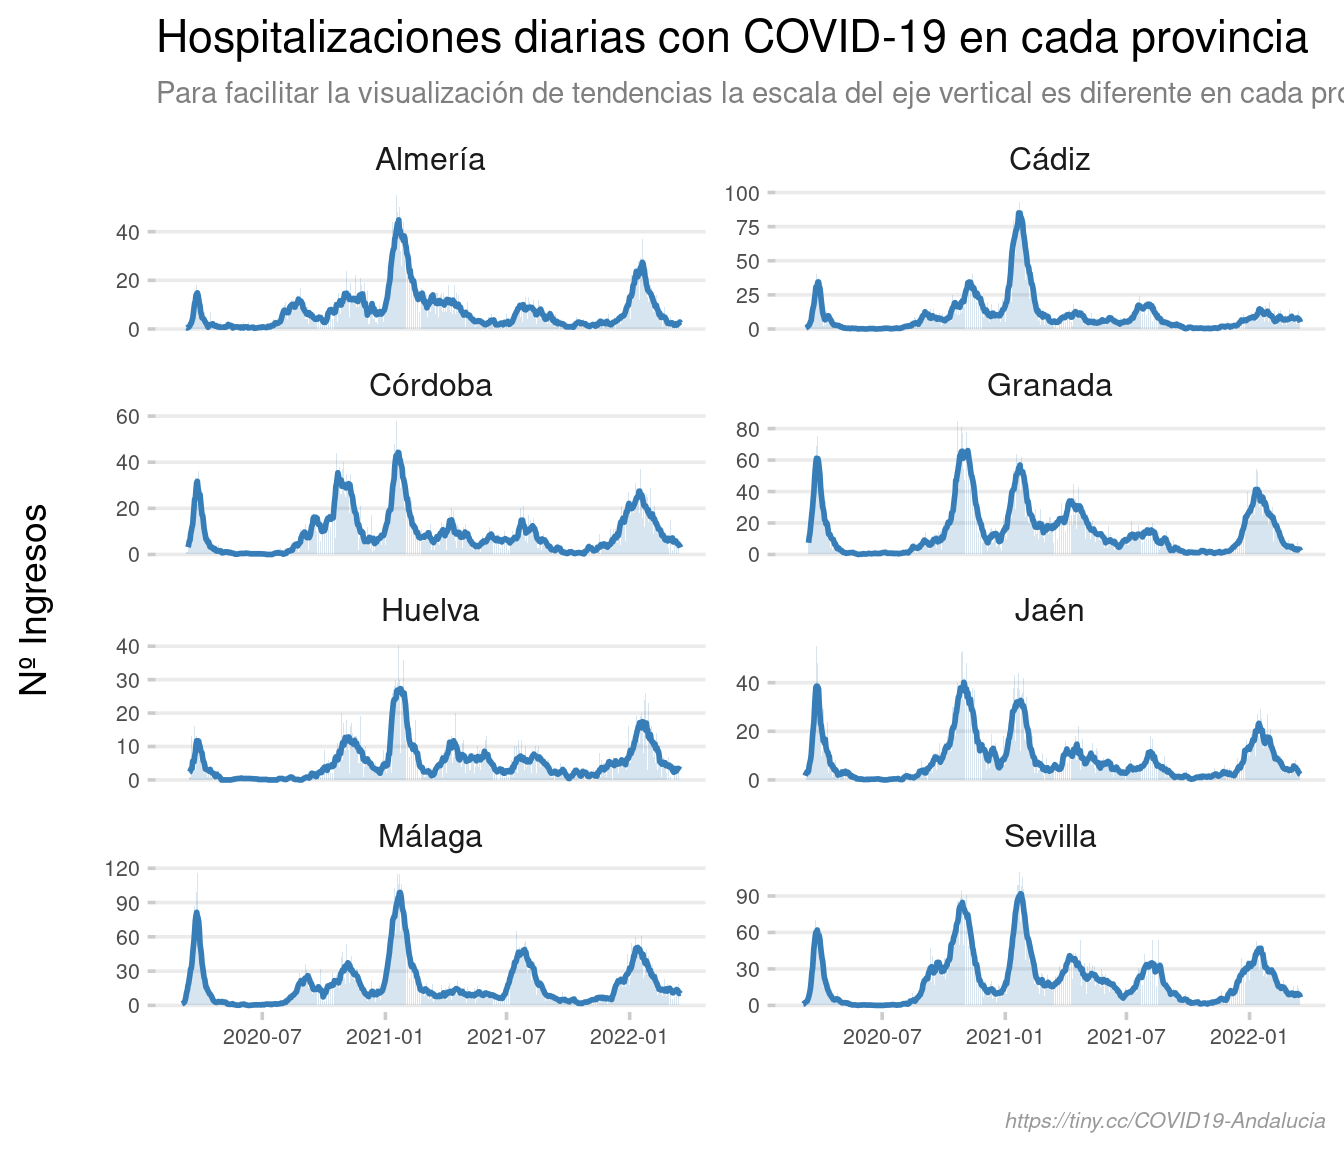 Hospitalizaciones diarias con COVID-19 en cada provincia
Para facilitar la visualización de tendencias la escala del eje vertical es diferente en cada
Nº Ingresos
Almería
40
20
0
Cádiz
100
75
50
25
0
Córdoba
60
40
20
0
Granada
80
60
40
20
0
Huelva
40
30
20
10
0
Jaén
40
20
0
Málaga
120
90
60
30
0
2020-07 2021-01 2021-07 2022-01
Sevilla
90
60
30
0
2020-07 2021-01 2021-07 2022-01
https://tiny.cc/COVID19-Andalucia